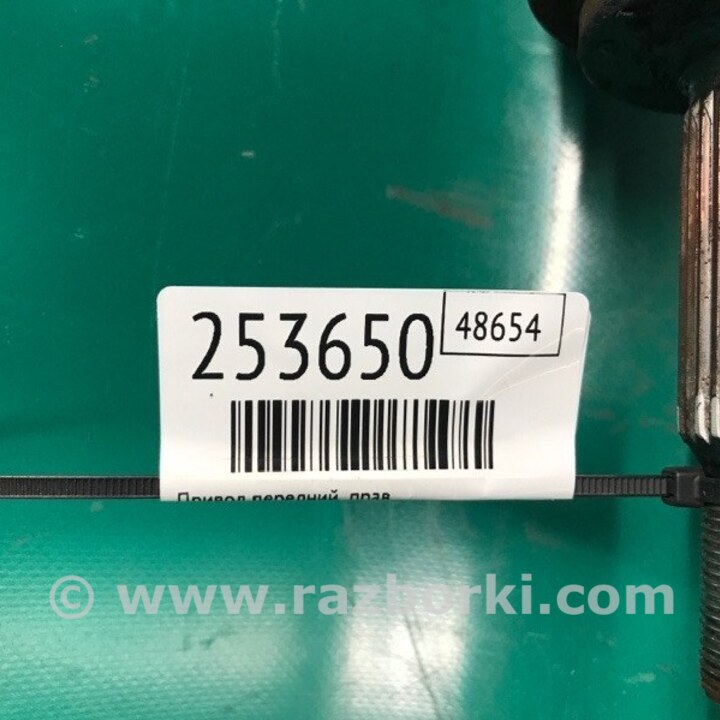 253650
48654
Привод передний, прав
© www.razborki.com